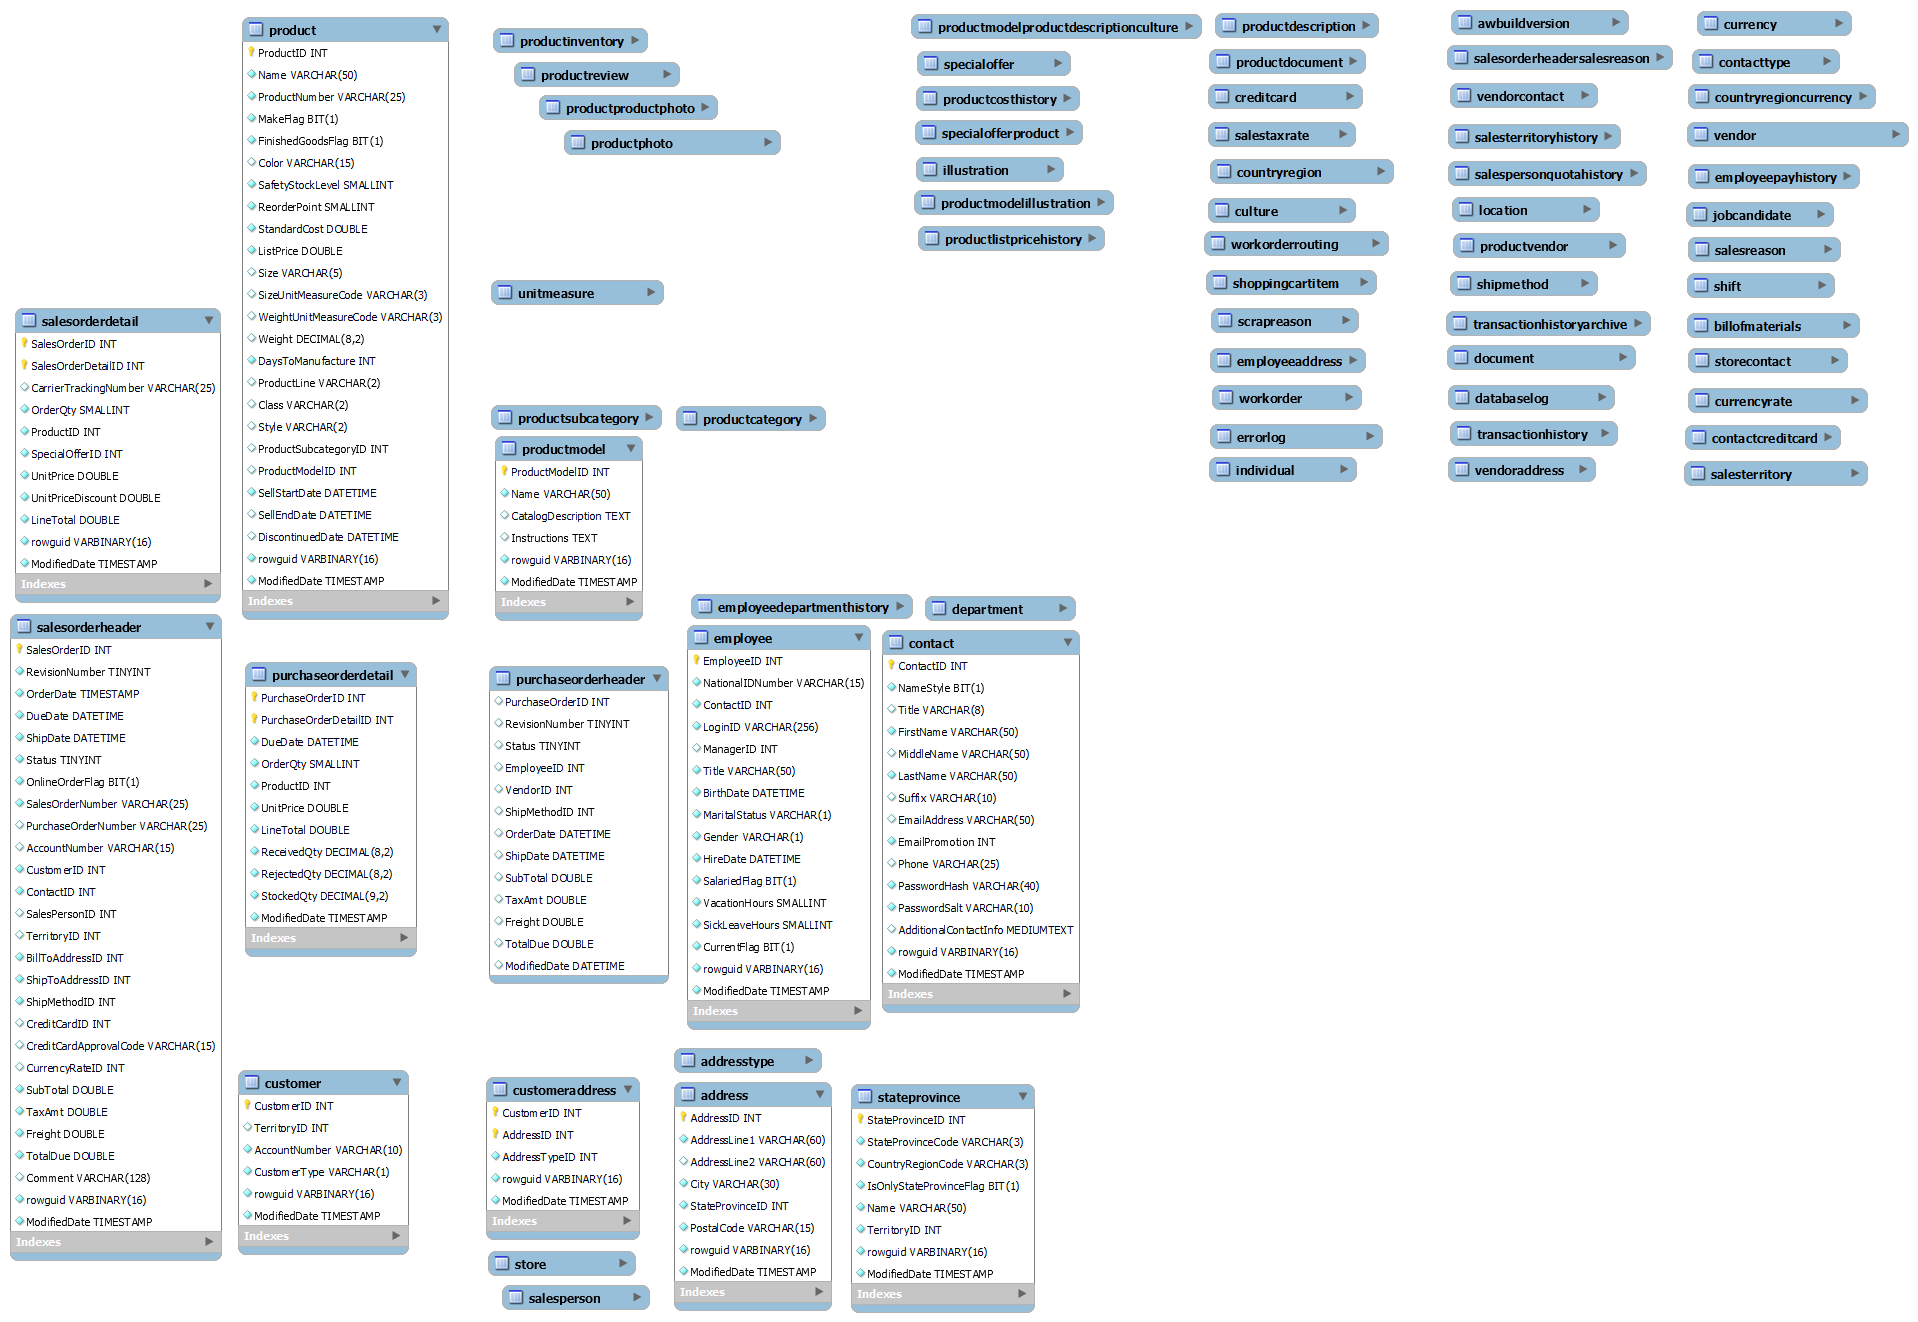 product
ProductID INT
Name VARCHAR(50)
ProductNumber VARCHAR(25)
MakeFlag BIT(1)
FinishedGoodsFlag BIT(1)
Color VARCHAR(15)
SafetyStockLevel SMALLINT
ReorderPoint SMALLINT
StandardCost DOUBLE
ListPrice DOUBLE
Size VARCHAR(5)
SizeUnitMeasureCode VARCHAR(3)
WeightUnitMeasureCode VARCHAR(3)
Weight DECIMAL(8,2)
DaysToManufacture INT
ProductLine VARCHAR(2)
Class VARCHAR(2)
Style VARCHAR(2)
ProductSubcategoryID INT
ProductModelID INT
SellStartDate DATETIME
SellEndDate DATETIME
DiscontinuedDate DATETIME
rowguid VARBINARY(16)
ModifiedDate TIMESTAMP
Indexes
productinventory
productreview
productproductphoto
productphoto
unitmeasure
productsubcategory
productcategory
productmodel
ProductModelID INT
Name VARCHAR(50)
CatalogDescription TEXT
Instructions TEXT
rowguid VARBINARY(16)
ModifiedDate TIMESTAMP
Indexes
productmodelproductdescriptionculture
specialoffer
productcosthistory
specialofferproduct
illustration
productmodelillustration
productlistpricehistory
productdescription
productdocument
creditcard
salestaxrate
countryregion
culture
workorderrouting
shoppingcartitem
scrapreason
employeeaddress
workorder
errorlog
individual
awbuildversion
salesorderheadersalesreason
vendorcontact
salesterritoryhistory
salespersonquotahistory
location
productvendor
shipmethod
transactionhistoryarchive
document
databaselog
transactionhistory
vendoraddress
currency
contacttype
countryregioncurrency
vendor
employeepayhistory
jobcandidate
salesreason
shift
billofmaterials
storecontact
currencyrate
contactcreditcard
salesterritory
salesorderdetail
SalesOrderID INT
SalesOrderDetailID INT
CarrierTrackingNumber VARCHAR(25)
OrderQty SMALLINT
ProductID INT
SpecialOfferID INT
UnitPrice DOUBLE
UnitPriceDiscount DOUBLE
LineTotal DOUBLE
rowguid VARBINARY(16)
ModifiedDate TIMESTAMP
Indexes
salesorderheader
SalesOrderID INT
RevisionNumber TINYINT
OrderDate TIMESTAMP
DueDate DATETIME
ShipDate DATETIME
Status TINYINT
OnlineOrderFlag BIT(1)
SalesOrderNumber VARCHAR(25)
PurchaseOrderNumber VARCHAR(25)
AccountNumber VARCHAR(15)
CustomerID INT
ContactID INT
SalesPersonID INT
TerritoryID INT
BillToAddressID INT
ShipToAddressID INT
ShipMethodID INT
CreditCardID INT
CreditCardApprovalCode VARCHAR(15)
CurrencyRateID INT
SubTotal DOUBLE
TaxAmt DOUBLE
Freight DOUBLE
TotalDue DOUBLE
Comment VARCHAR(128)
rowguid VARBINARY(16)
ModifiedDate TIMESTAMP
Indexes
purchaseorderdetail
PurchaseOrderID INT
PurchaseOrderDetailID INT
DueDate DATETIME
OrderQty SMALLINT
ProductID INT
UnitPrice DOUBLE
LineTotal DOUBLE
ReceivedQty DECIMAL(8,2)
RejectedQty DECIMAL(8,2)
StockedQty DECIMAL(9,2)
ModifiedDate TIMESTAMP
Indexes
purchaseorderheader
PurchaseOrderID INT
RevisionNumber TINYINT
Status TINYINT
EmployeeID INT
VendorID INT
ShipMethodID INT
OrderDate DATETIME
ShipDate DATETIME
SubTotal DOUBLE
TaxAmt DOUBLE
Freight DOUBLE
TotalDue DOUBLE
ModifiedDate DATETIME
employeedepartmenthistory
department
employee
EmployeeID INT
NationalIDNumber VARCHAR(15)
ContactID INT
LoginID VARCHAR(256)
ManagerID INT
Title VARCHAR(50)
BirthDate DATETIME
MaritalStatus VARCHAR(1)
Gender VARCHAR(1)
HireDate DATETIME
SalariedFlag BIT(1)
VacationHours SMALLINT
SickLeaveHours SMALLINT
CurrentFlag BIT(1)
rowguid VARBINARY(16)
ModifiedDate TIMESTAMP
Indexes
contact
ContactID INT
NameStyle BIT(1)
Title VARCHAR(8)
FirstName VARCHAR(50)
MiddleName VARCHAR(50)
LastName VARCHAR(50)
Suffix VARCHAR(10)
EmailAddress VARCHAR(50)
EmailPromotion INT
Phone VARCHAR(25)
PasswordHash VARCHAR(40)
PasswordSalt VARCHAR(10)
AdditionalContactInfo MEDIUMTEXT
rowguid VARBINARY(16)
ModifiedDate TIMESTAMP
Indexes
customer
CustomerID INT
TerritoryID INT
AccountNumber VARCHAR(10)
CustomerType VARCHAR(1)
rowguid VARBINARY(16)
ModifiedDate TIMESTAMP
Indexes
customeraddress
CustomerID INT
AddressID INT
AddressTypeID INT
rowguid VARBINARY(16)
ModifiedDate TIMESTAMP
Indexes
store
salesperson
addresstype
address
AddressID INT
AddressLine1 VARCHAR(60)
AddressLine2 VARCHAR(60)
City VARCHAR(30)
StateProvinceID INT
PostalCode VARCHAR(15)
rowguid VARBINARY(16)
ModifiedDate TIMESTAMP
Indexes
stateprovince
StateProvinceID INT
StateProvinceCode VARCHAR(3)
CountryRegionCode VARCHAR(3)
IsOnlyStateProvinceFlag BIT(1)
Name VARCHAR(50)
TerritoryID INT
rowguid VARBINARY(16)
ModifiedDate TIMESTAMP
Indexes